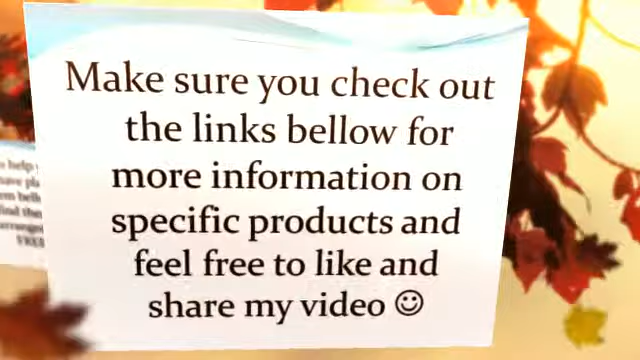 Make sure you check out
the links bellow for
more information on
specific products and
feel free to like and
share my video ☺